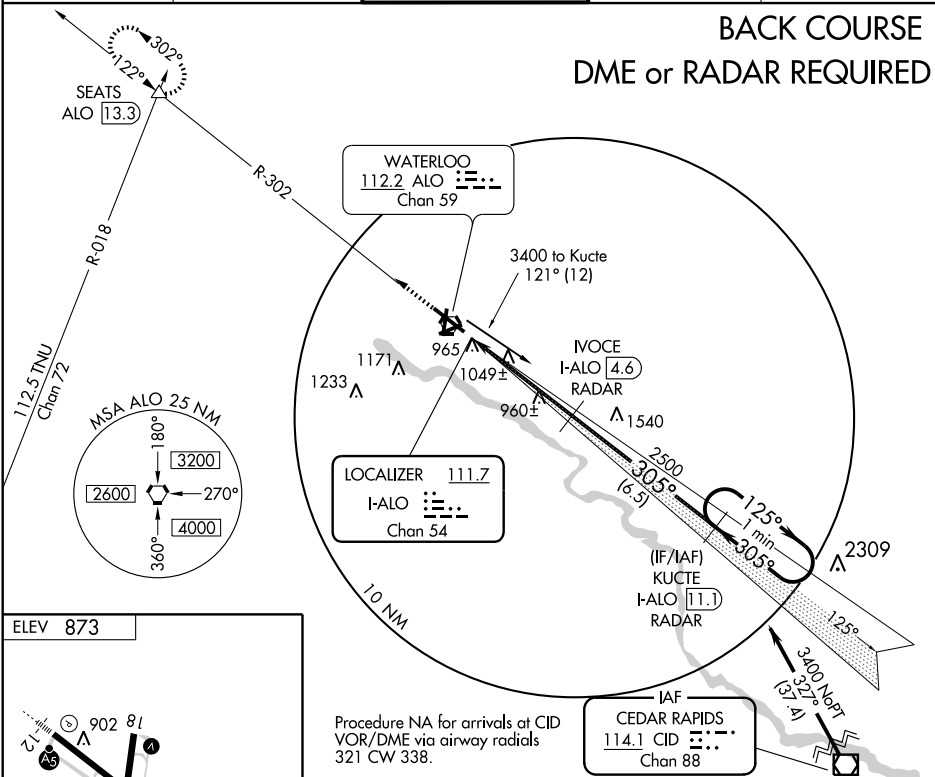 BACK COURSE
DME or RADAR REQUIRED
302°
122°
SEATS
ALO 13.3
R-302
R-018
112.5 TNU
Chan 72
WATERLOO
112.2 ALO
Chan 59
3400 to Kucte
121° (12)
965
1049±
1171
1233
960±
IVOCE
I-ALO 4.6
RADAR
1540
MSA ALO 25 NM
180°
3200
2600
270°
4000
360°
LOCALIZER 111.7
I-ALO
Chan 54
2500
305°
(6.5)
125°
1 min
305°
2309
(IF/IAF)
KUCTE
I-ALO 11.1
RADAR
125°
10 NM
3400 NoPT
327°
(37.4)
IAF
CEDAR RAPIDS
114.1 CID
Chan 88
Procedure NA for arrivals at CID
VOR/DME via airway radials
321 CW 338.
ELEV 873
P
902
18
V
12
A5